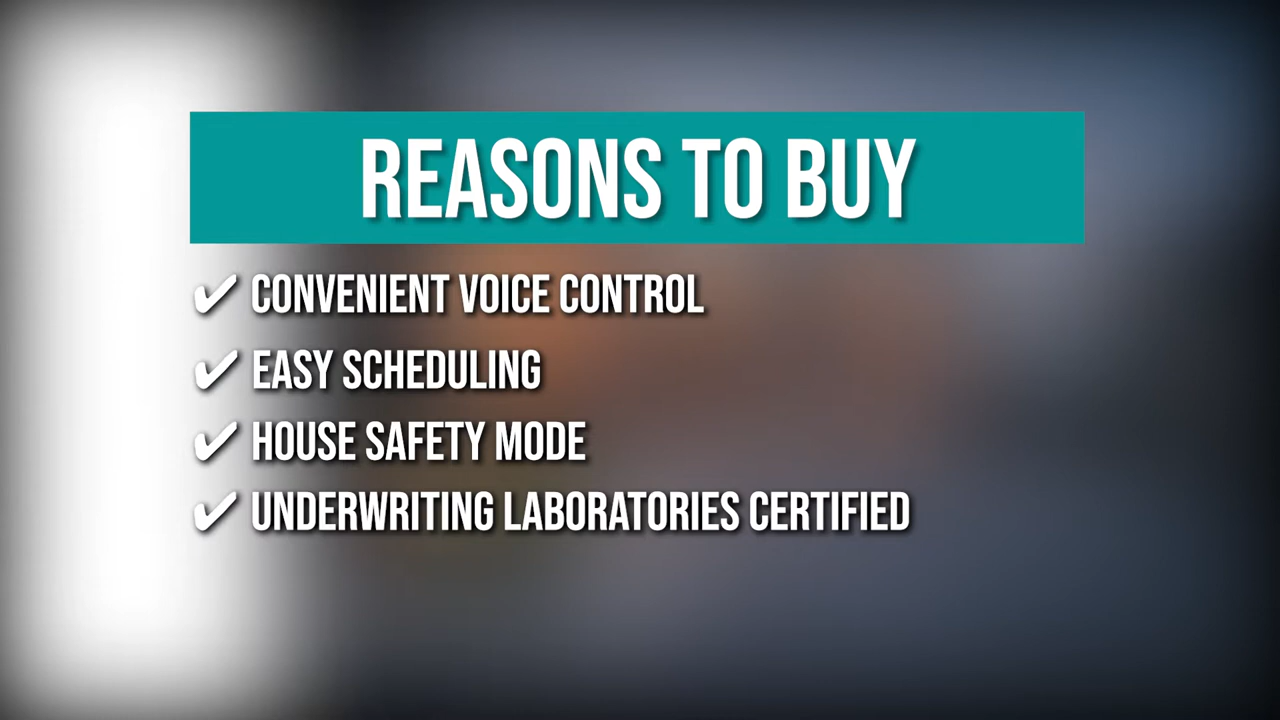 REASONS TO BUY
✔ CONVENIENT VOICE CONTROL
✔ EASY SCHEDULING
✔ HOUSE SAFETY MODE
✔ UNDERWRITING LABORATORIES CERTIFIED